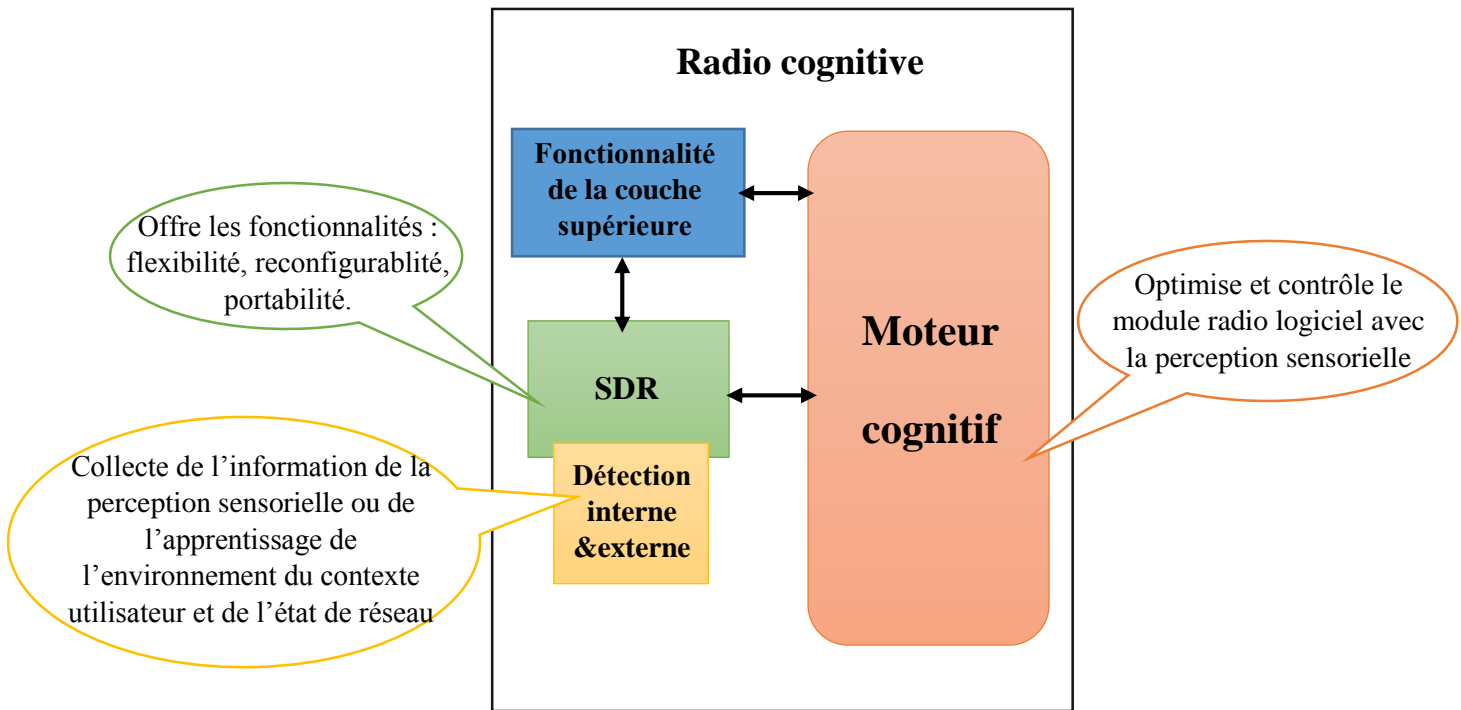 Radio cognitive
Fonctionnalité
de la couche
supérieure
Offre les fonctionnalités :
flexibilité, reconfigurablité,
portabilité.
SDR
Moteur
cognitif
Optimise et contrôle le
module radio logiciel avec
la perception sensorielle
Collecte de l’information de la
perception sensorielle ou de
l’apprentissage de
l’environnement du contexte
utilisateur et de l’état de réseau
Détection
interne
&externe